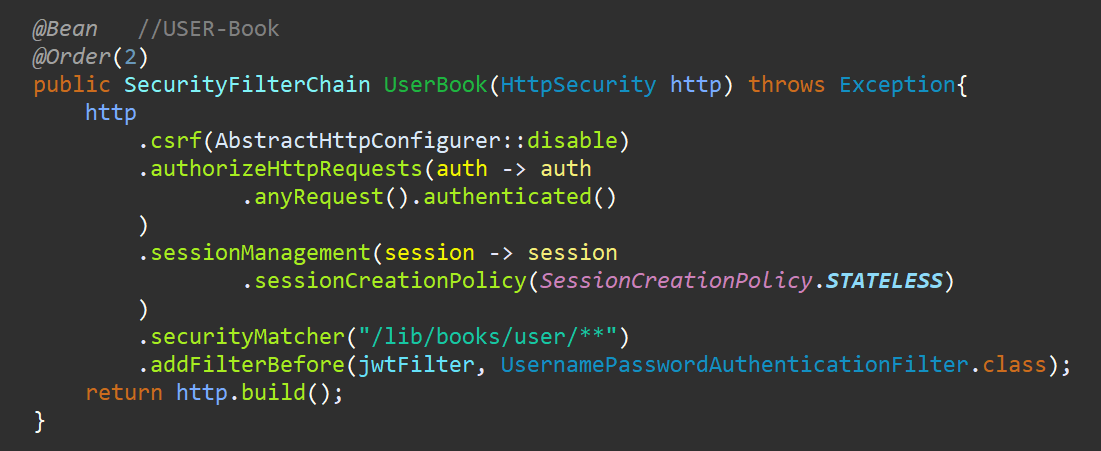 @Bean   //USER-Book
@Order(2)
public SecurityFilterChain UserBook(HttpSecurity http) throws Exception{
    http
        .csrf(AbstractHttpConfigurer::disable)
        .authorizeHttpRequests(auth -> auth
                .anyRequest().authenticated()
        )
        .sessionManagement(session -> session
                .sessionCreationPolicy(SessionCreationPolicy.STATELESS)
        )
        .securityMatcher("/lib/books/user/**")
        .addFilterBefore(jwtFilter, UsernamePasswordAuthenticationFilter.class);
    return http.build();
}